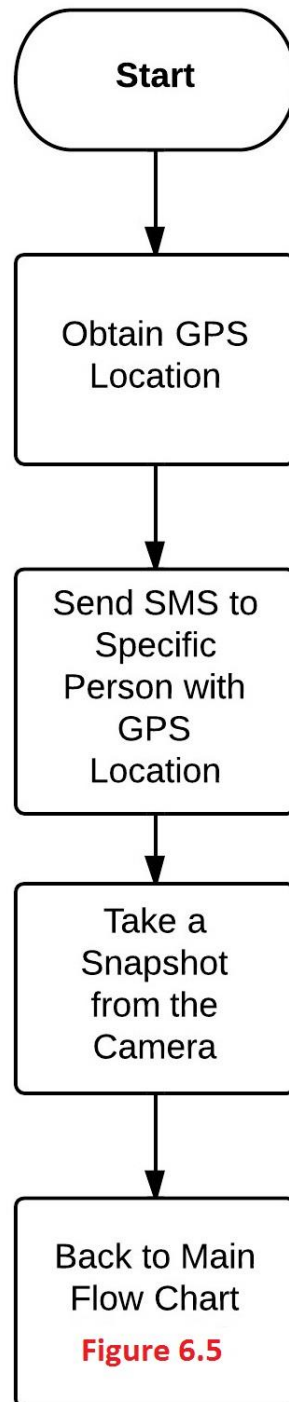 Start
Obtain GPS
Location
Send SMS to
Specific
Person with
GPS
Location
Take a
Snapshot
from the
Camera
Back to Main
Flow Chart
Figure 6.5